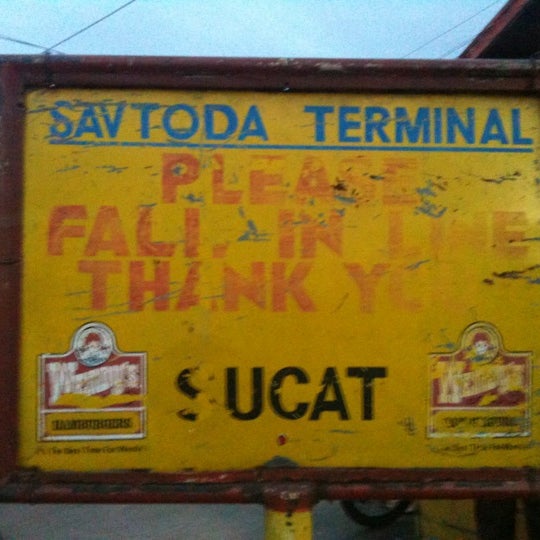 SAVTODA TERMINAL
PLEASE
FALL IN LINE
THANK YOU
Wendy's
HAMBURGERS
SUCAT
Wendy's